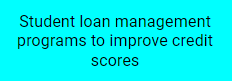 Student loan management
programs to improve credit
scores